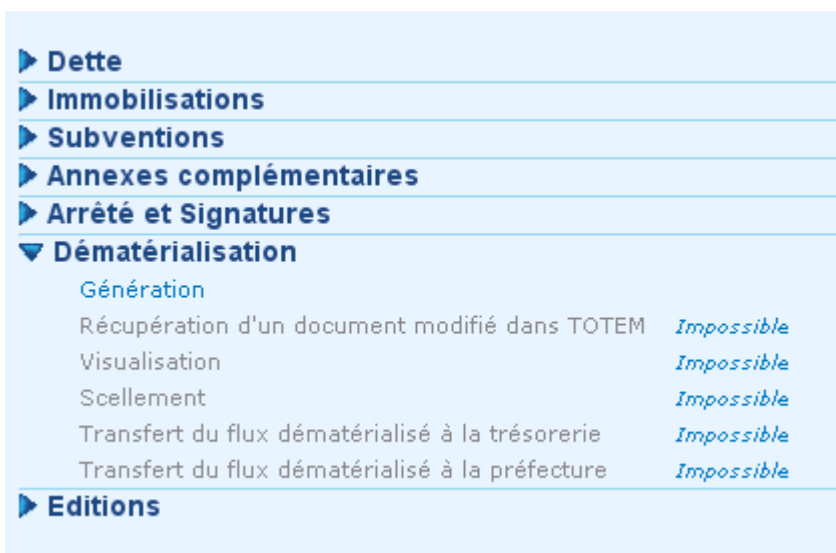 Dette
Immobilisations
Subventions
Annexes complémentaires
Arrêté et Signatures
Dématérialisation
Génération
Récupération d'un document modifié dans TOTEM Impossible
Visualisation Impossible
Scellement Impossible
Transfert du flux dématérialisé à la trésorerie Impossible
Transfert du flux dématérialisé à la préfecture Impossible
Editions